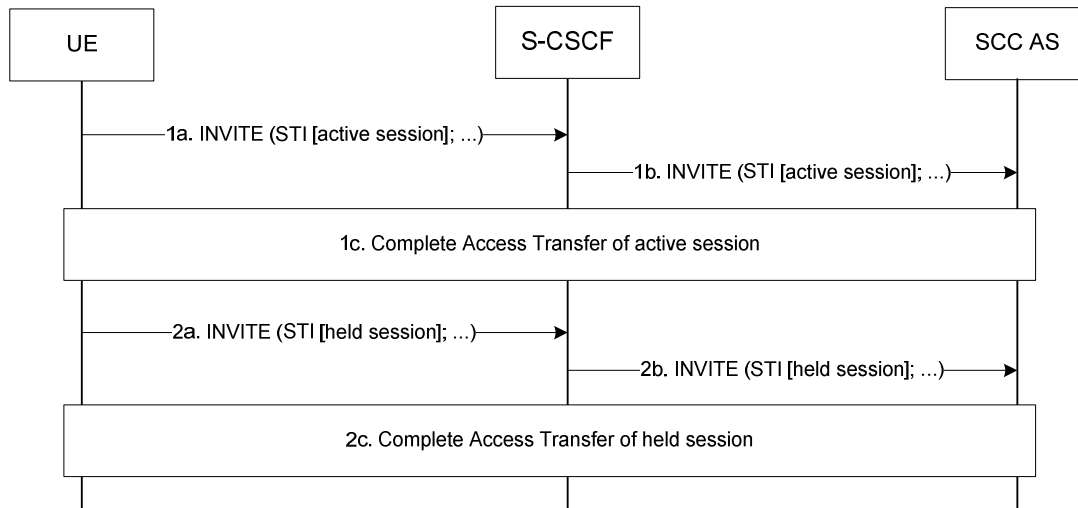 UE
S-CSCF
SCC AS
1a. INVITE (STI [active session]; ...)
1b. INVITE (STI [active session]; ...)
1c. Complete Access Transfer of active session
2a. INVITE (STI [held session]; ...)
2b. INVITE (STI [held session]; ...)
2c. Complete Access Transfer of held session